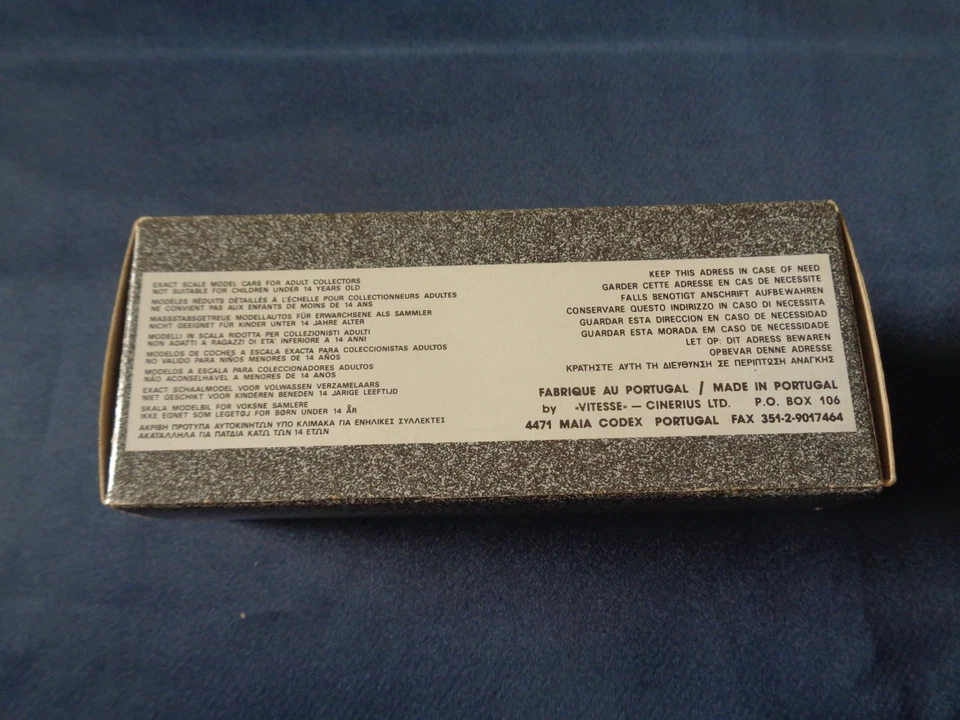 EXACT SCALE MODEL CARS FOR ADULT COLLECTORS
NOT SUITABLE FOR CHILDREN UNDER 14 YEARS OLD
MODELES RÉDUITS DÉTAILLÉS À L'ÉCHELLE POUR COLLECTIONNEURS ADULTES
NE CONVIENT PAS AUX ENFANTS DE MOINS DE 14 ANS
MASSSTABSGETREUE MODELLAUTOS FÜR ERWARCHSENE ALS SAMMLER
NICHT GEEIGNET FÜR KINDER UNTER 14 JAHRE ALTER
MODELLI IN SCALA RIDOTTA PER COLLEZIONISTI ADULTI
NON ADATTI A RAGAZZI DI ETA' INFERIORE A 14 ANNI
MODELOS DE COCHES A ESCALA EXACTA PARA COLECCIONISTAS ADULTOS
NO VALIDO PARA NIÑOS MENORES DE 14 AÑOS
MODELOS A ESCALA PARA COLECCIONADORES ADULTOS
NÃO ACONSELHÁVEL A MENORES DE 14 ANOS
EXACT SCHAALMODEL VOOR VOLWASSEN VERZAMELAARS
NIET GESCHIKT VOOR KINDEREN BENEDEN 14 JARIGE LEEFTIJD
SKALA MODELBIL FOR VOKSNE SAMLERE
IKKE EGNET SOM LEGETØJ FOR BØRN UNDER 14 ÅR
ΑΚΡΙΒΗ ΠΡΟΤΥΠΑ ΑΥΤΟΚΙΝΗΤΩΝ ΥΠΟ ΚΛΙΜΑΚΑ ΓΙΑ ΕΝΗΛΙΚΕΣ ΣΥΛΛΕΚΤΕΣ
ΑΚΑΤΑΛΛΗΛΑ ΓΙΑ ΠΑΤΔΙΑ ΚΑΤΩ ΤΩΝ 14 ΕΤΩΝ
KEEP THIS ADRESS IN CASE OF NEED
GARDER CETTE ADRESSE EN CAS DE NECESSITE
FALLS BENOTIGT ANSCHRIFT AUFBEWAHREN
CONSERVARE QUESTO INDIRIZZO IN CASO DI NECESSITA
GUARDAR ESTA DIRECCION EN CASO DE NECESSIDAD
GUARDAR ESTA MORADA EM CASO DE NECESSIDADE
LET OP: DIT ADRESS BEWAREN
OPBEVAR DENNE ADRESSE
ΚΡΑΤΗΣΤΕ ΑΥΤΗ ΤΗ ΔΙΕΥΘΥΝΣΗ ΣΕ ΠΕΡΙΠΤΩΣΗ ΑΝΑΓΚΗΣ
FABRIQUE AU PORTUGAL / MADE IN PORTUGAL
by «VITESSE» — CINERIUS LTD. P.O. BOX 106
4471 MAIA CODEX PORTUGAL FAX 351-2-9017464